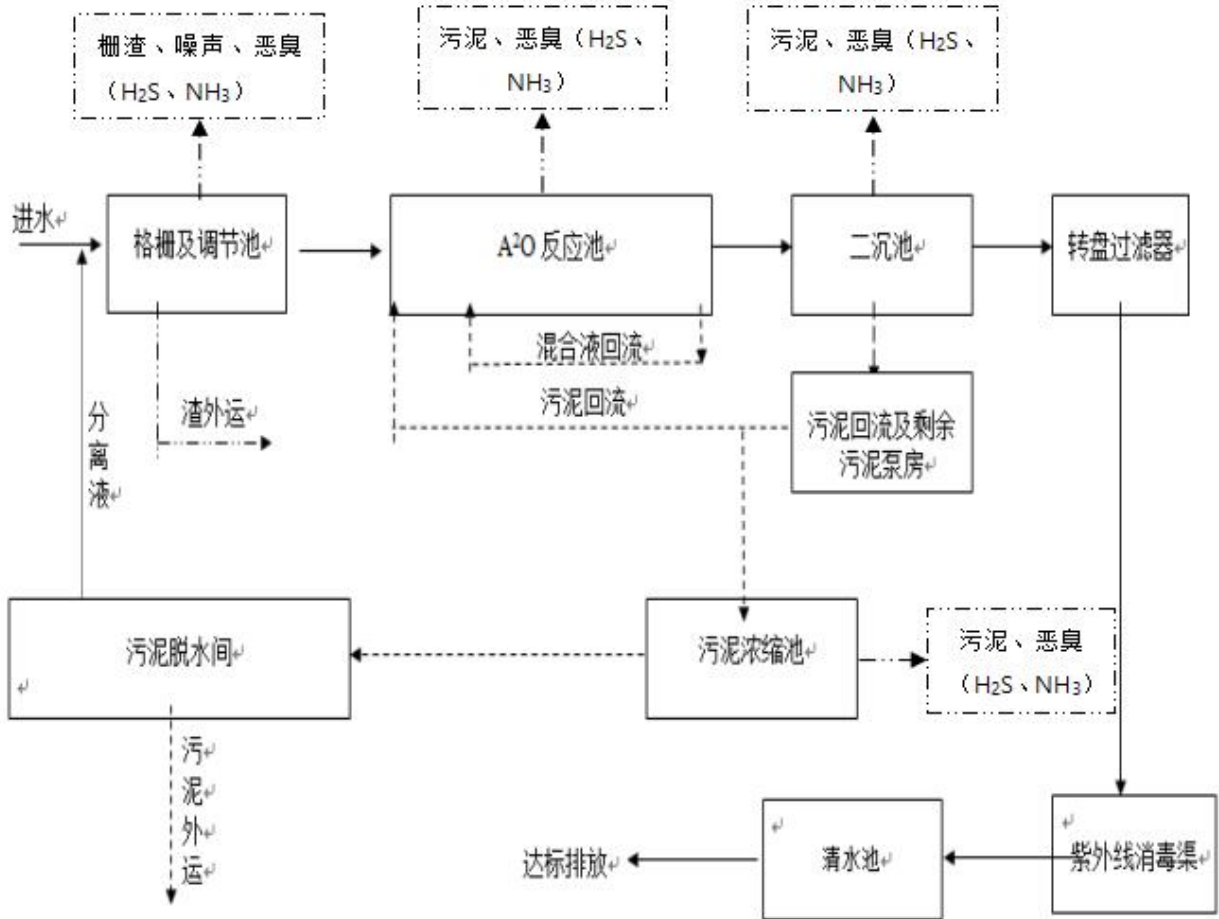 栅渣、噪声、恶臭
（H₂S、NH₃）
污泥、恶臭（H₂S、
NH₃）
污泥、恶臭（H₂S、
NH₃）
进水↵
格栅及调节池↵
A²O 反应池↵
二沉池↵
转盘过滤器↵
混合液回流↵
污泥回流↵
渣外运↵
分
离
液↵
污泥回流及剩余
污泥泵房↵
污泥脱水间↵
↵
污泥浓缩池↵
污泥、恶臭
（H₂S、NH₃）
污↵
泥↵
外↵
运↵
达标排放↵
↵
清水池↵
↵
紫外线消毒渠↵